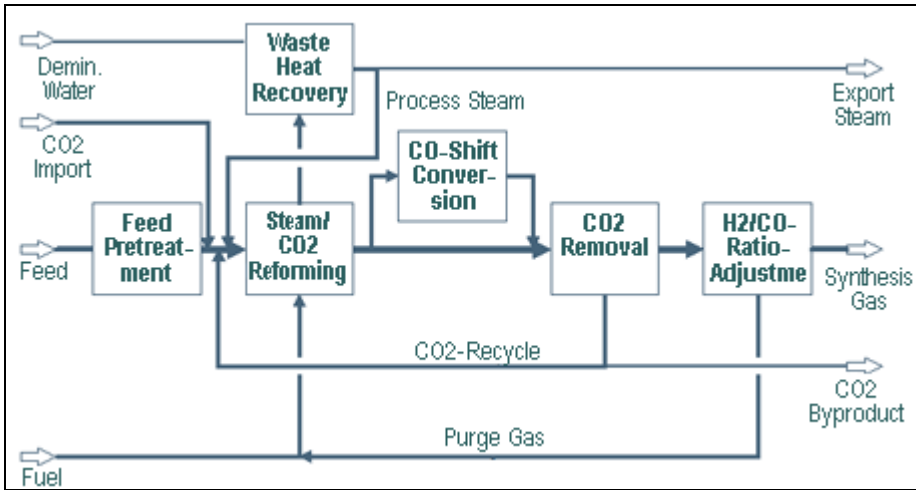 Waste
Heat
Recovery
Demin.
Water
Process Steam
Export
Steam
CO2
Import
CO-Shift
Conver-
sion
Feed
Pretreat-
ment
Steam/
CO2
Reforming
CO2
Removal
H2/CO-
Ratio-
Adjustme
Feed
Synthesis
Gas
CO2-Recycle
CO2
Byproduct
Purge Gas
Fuel